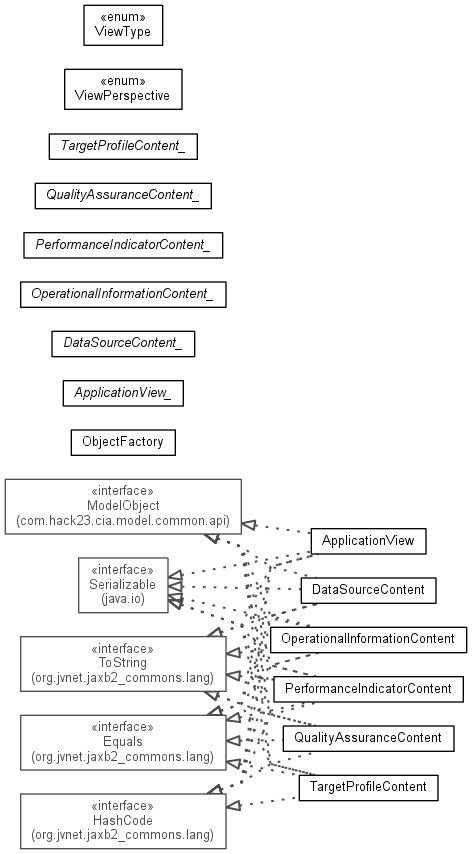 «enum»
ViewType
«enum»
ViewPerspective
TargetProfileContent_
QualityAssuranceContent_
PerformanceIndicatorContent_
OperationalInformationContent_
DataSourceContent_
ApplicationView_
ObjectFactory
«interface»
ModelObject
(com.hack23.cia.model.common.api)
ApplicationView
«interface»
Serializable
(java.io)
DataSourceContent
OperationalInformationContent
«interface»
ToString
(org.jvnet.jaxb2_commons.lang)
PerformanceIndicatorContent
«interface»
Equals
(org.jvnet.jaxb2_commons.lang)
QualityAssuranceContent
TargetProfileContent
«interface»
HashCode
(org.jvnet.jaxb2_commons.lang)